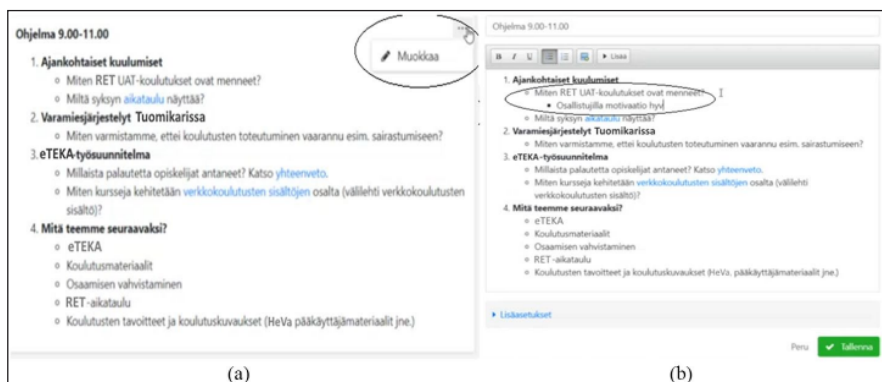 Ohjelma 9.00-11.00
Muokkaa
1. Ajankohtaiset kuulumiset
Miten RET UAT-koulutukset ovat menneet?
Miltä syksyn aikataulu näyttää?
2. Varamiesjärjestelyt Tuomikarissa
Miten varmistamme, ettei koulutusten toteutuminen vaarannu esim. sairastumiseen?
3. eTEKA-työsuunnitelma
Millaista palautetta opiskelijat antaneet? Katso yhteenveto.
Miten kursseja kehitetään verkkokoulutusten sisältöjen osalta (välilehti verkkokoulutusten
sisältö)?
4. Mitä teemme seuraavaksi?
eTEKA
Koulutusmateriaalit
Osaamisen vahvistaminen
RET-aikataulu
Koulutusten tavoitteet ja koulutuskuvaukset (HeVa pääkäyttäjämateriaalit jne.)
(a)
Ohjelma 9.00-11.00
B I U Lisää
1. Ajankohtaiset kuulumiset
Miten RET UAT-koulutukset ovat menneet?
Osallistujilla motivaatio hyv
Miltä syksyn aikataulu näyttää?
2. Varamiesjärjestelyt Tuomikarissa
Miten varmistamme, ettei koulutusten toteutuminen vaarannu esim. sairastumiseen?
3. eTEKA-työsuunnitelma
Millaista palautetta opiskelijat antaneet? Katso yhteenveto.
Miten kursseja kehitetään verkkokoulutusten sisältöjen osalta (välilehti
verkkokoulutusten sisältö)?
4. Mitä teemme seuraavaksi?
eTEKA
Koulutusmateriaalit
Osaamisen vahvistaminen
RET-aikataulu
Koulutusten tavoitteet ja koulutuskuvaukset (HeVa. pääkäyttäjämateriaalit jne.)
Lisäasetukset
Peru Tallenna
(b)